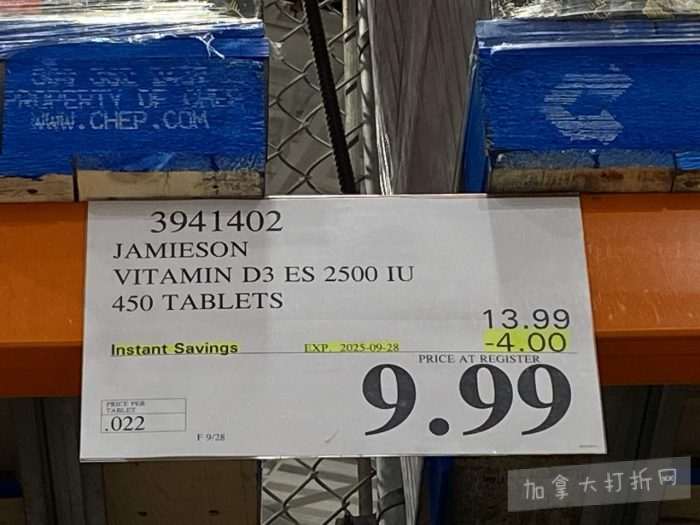 PROPERTY OF CHEP
WWW.CHEP.COM
3941402
JAMIESON
VITAMIN D3 ES 2500 IU
450 TABLETS
13.99
Instant Savings EXP. 2025-09-28 -4.00
PRICE AT REGISTER
9.99
PRICE PER
TABLET
.022
F 9/28
加拿大打折网